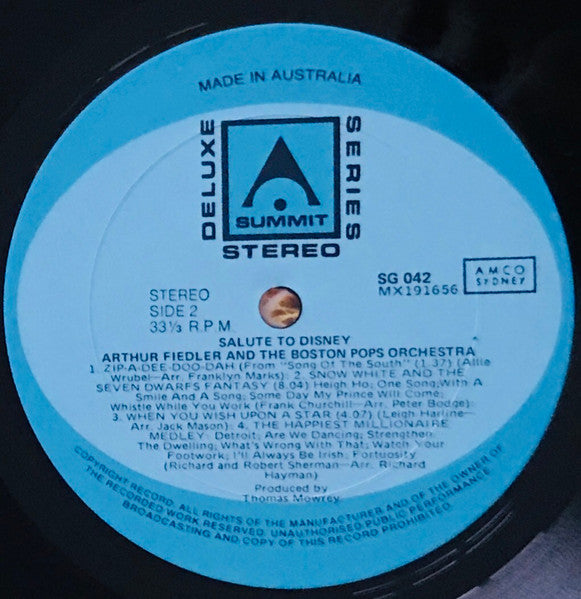 MADE IN AUSTRALIA
DELUXE
SERIES
SUMMIT
STEREO
STEREO
SIDE 2
33⅓ R.P.M.
SG 042
MX191656
AMCO
SYDNEY
SALUTE TO DISNEY
ARTHUR FIEDLER AND THE BOSTON POPS ORCHESTRA
1. ZIP-A-DEE-DOO-DAH (From "Song Of The South") (1.37) (Allie
Wrubel—Arr. Franklyn Marks); 2. SNOW WHITE AND THE
SEVEN DWARFS FANTASY (8.04) Heigh Ho; One Song; With A
Smile And A Song; Some Day My Prince Will Come;
Whistle While You Work (Frank Churchill—Arr. Peter Bodge);
3. WHEN YOU WISH UPON A STAR (4.07) (Leigh Harline—
Arr. Jack Mason); 4. THE HAPPIEST MILLIONAIRE
MEDLEY: Detroit; Are We Dancing; Strengthen
The Dwelling; What's Wrong With That; Watch Your
Footwork; I'll Always Be Irish; Fortuosity
(Richard and Robert Sherman—Arr. Richard
Hayman)
Produced by
Thomas Mowrey
COPYRIGHT RECORD. ALL RIGHTS OF THE MANUFACTURER AND OF THE OWNER OF
THE RECORDED WORK RESERVED. UNAUTHORISED PUBLIC PERFORMANCE
BROADCASTING AND COPY OF THIS RECORD PROHIBITED.